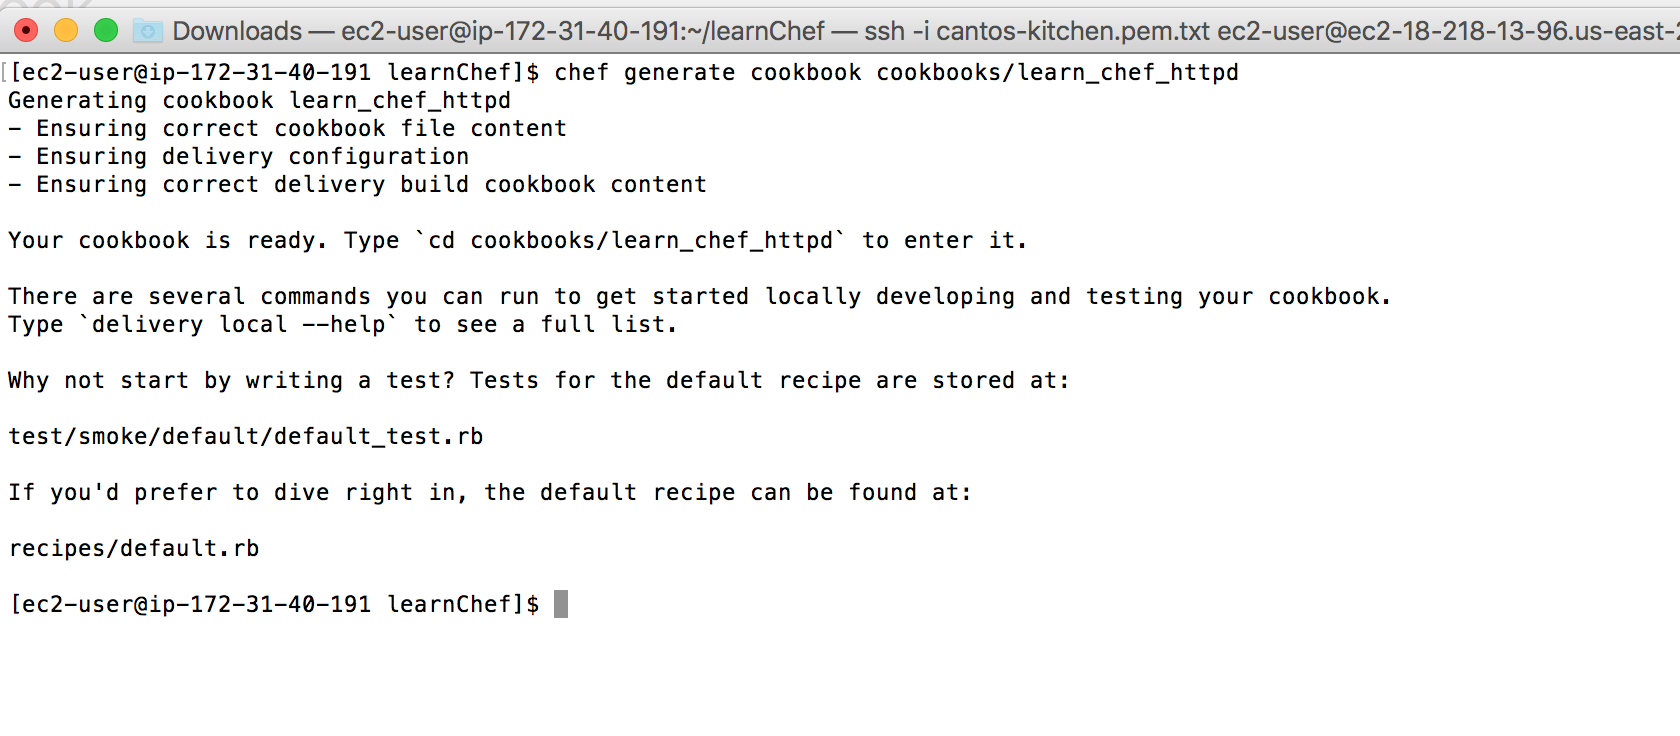 Downloads — ec2-user@ip-172-31-40-191:~/learnChef — ssh -i cantos-kitchen.pem.txt ec2-user@ec2-18-218-13-96.us-east-
[[ec2-user@ip-172-31-40-191 learnChef]$ chef generate cookbook cookbooks/learn_chef_httpd
Generating cookbook learn_chef_httpd
- Ensuring correct cookbook file content
- Ensuring delivery configuration
- Ensuring correct delivery build cookbook content
Your cookbook is ready. Type `cd cookbooks/learn_chef_httpd` to enter it.
There are several commands you can run to get started locally developing and testing your cookbook.
Type `delivery local --help` to see a full list.
Why not start by writing a test? Tests for the default recipe are stored at:
test/smoke/default/default_test.rb
If you'd prefer to dive right in, the default recipe can be found at:
recipes/default.rb
[ec2-user@ip-172-31-40-191 learnChef]$